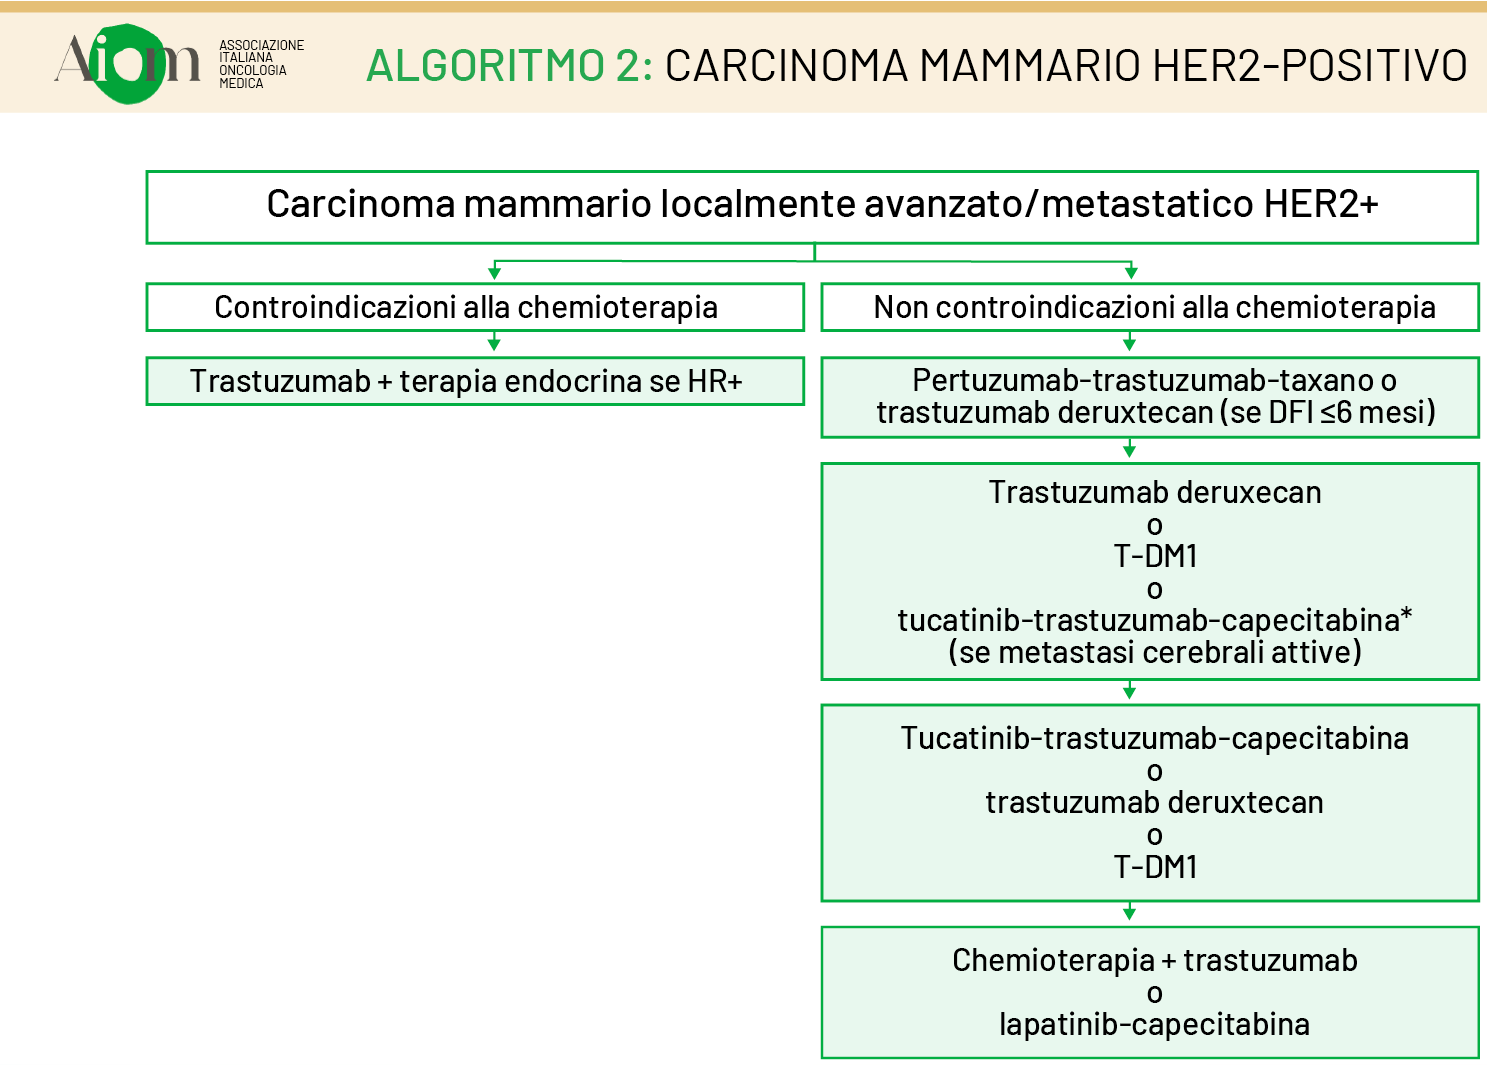 Aiom
ASSOCIAZIONE
ITALIANA
ONCOLOGIA
MEDICA
ALGORITMO 2: CARCINOMA MAMMARIO HER2-POSITIVO
Carcinoma mammario localmente avanzato/metastatico HER2+
Controindicazioni alla chemioterapia
Trastuzumab + terapia endocrina se HR+
Non controindicazioni alla chemioterapia
Pertuzumab-trastuzumab-taxano o
trastuzumab deruxtecan (se DFI ≤6 mesi)
Trastuzumab deruxecan
o
T-DM1
o
tucatinib-trastuzumab-capecitabina*
(se metastasi cerebrali attive)
Tucatinib-trastuzumab-capecitabina
o
trastuzumab deruxtecan
o
T-DM1
Chemioterapia + trastuzumab
o
lapatinib-capecitabina